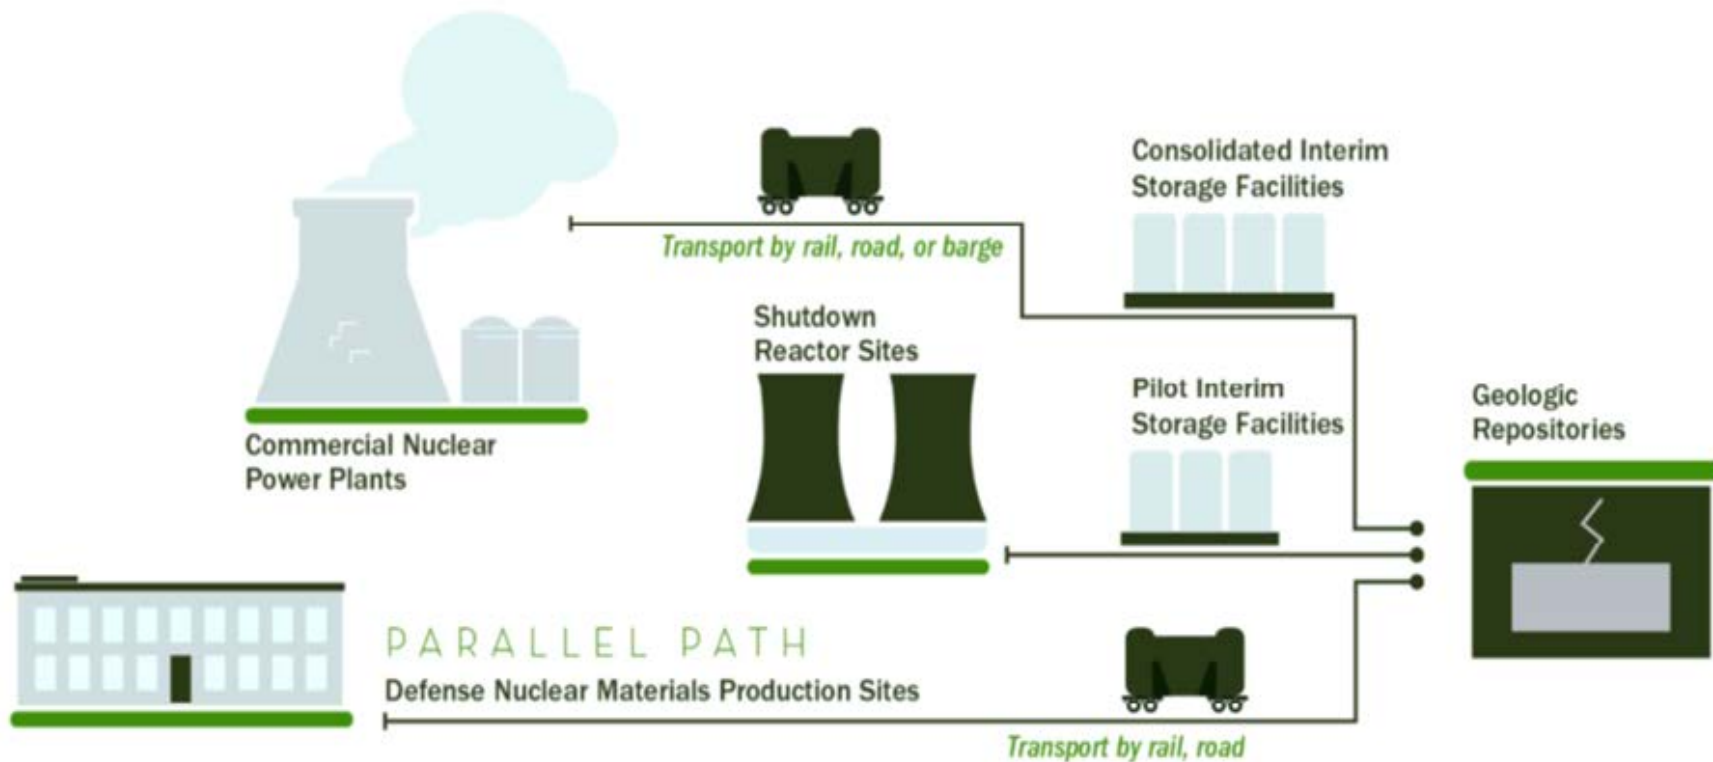 Consolidated Interim
Storage Facilities
Transport by rail, road, or barge
Shutdown
Reactor Sites
Pilot Interim
Storage Facilities
Geologic
Repositories
Commercial Nuclear
Power Plants
PARALLEL PATH
Defense Nuclear Materials Production Sites
Transport by rail, road